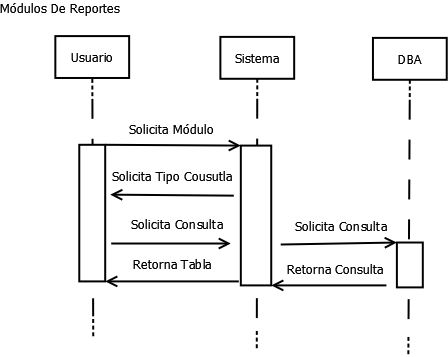 Módulos De Reportes
Usuario
Sistema
DBA
Solicita Módulo
Solicita Tipo Cousutla
Solicita Consulta
Solicita Consulta
Retorna Tabla
Retorna Consulta